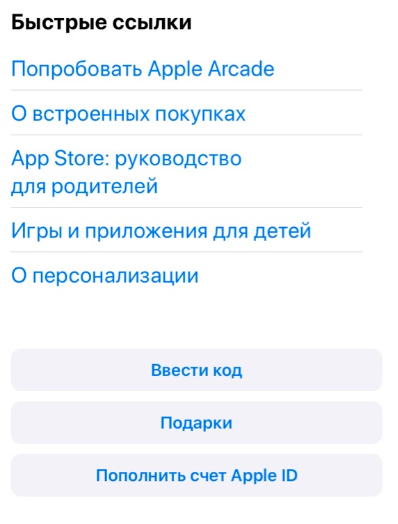 Быстрые ссылки
Попробовать Apple Arcade
О встроенных покупках
App Store: руководство
для родителей
Игры и приложения для детей
О персонализации
Ввести код
Подарки
Пополнить счет Apple ID